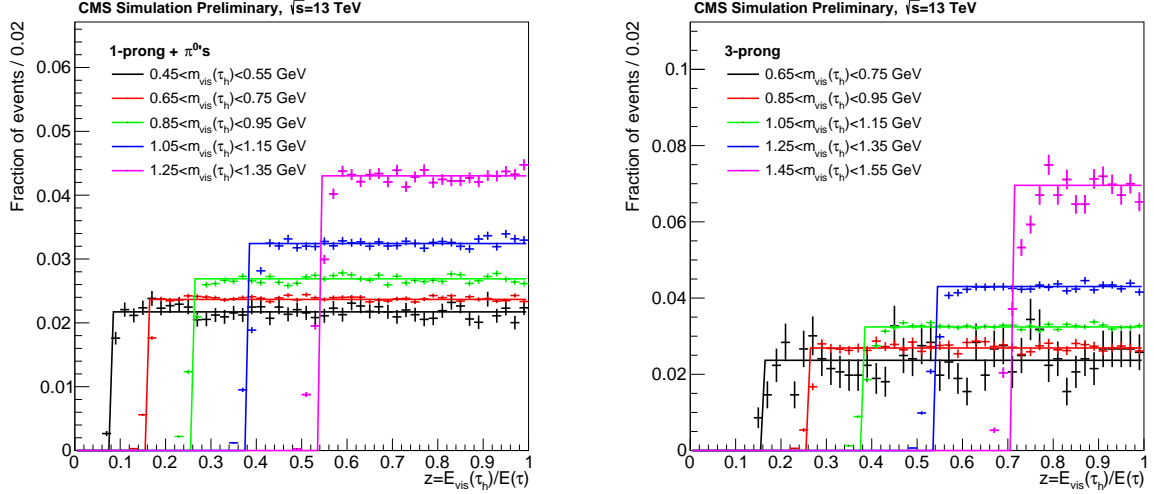 CMS Simulation Preliminary, √s=13 TeV
Fraction of events / 0.02
0.06
0.05
0.04
0.03
0.02
0.01
0
1-prong + π⁰'s
0.45<m_vis(τ_h)<0.55 GeV
0.65<m_vis(τ_h)<0.75 GeV
0.85<m_vis(τ_h)<0.95 GeV
1.05<m_vis(τ_h)<1.15 GeV
1.25<m_vis(τ_h)<1.35 GeV
0 0.1 0.2 0.3 0.4 0.5 0.6 0.7 0.8 0.9 1
z=E_vis(τ_h)/E(τ)
CMS Simulation Preliminary, √s=13 TeV
Fraction of events / 0.02
0.1
0.08
0.06
0.04
0.02
0
3-prong
0.65<m_vis(τ_h)<0.75 GeV
0.85<m_vis(τ_h)<0.95 GeV
1.05<m_vis(τ_h)<1.15 GeV
1.25<m_vis(τ_h)<1.35 GeV
1.45<m_vis(τ_h)<1.55 GeV
0 0.1 0.2 0.3 0.4 0.5 0.6 0.7 0.8 0.9 1
z=E_vis(τ_h)/E(τ)